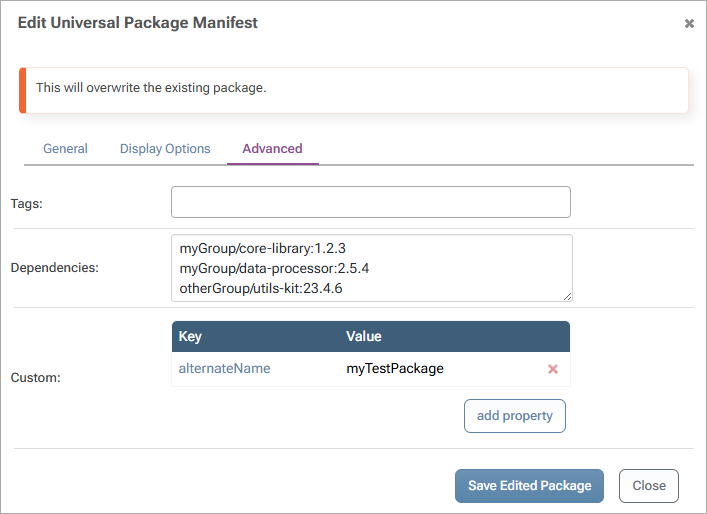 Edit Universal Package Manifest
This will overwrite the existing package.
General Display Options Advanced
Tags:
Dependencies:
myGroup/core-library:1.2.3
myGroup/data-processor:2.5.4
otherGroup/utils-kit:23.4.6
Custom:
Key Value
alternateName myTestPackage
add property
Save Edited Package Close